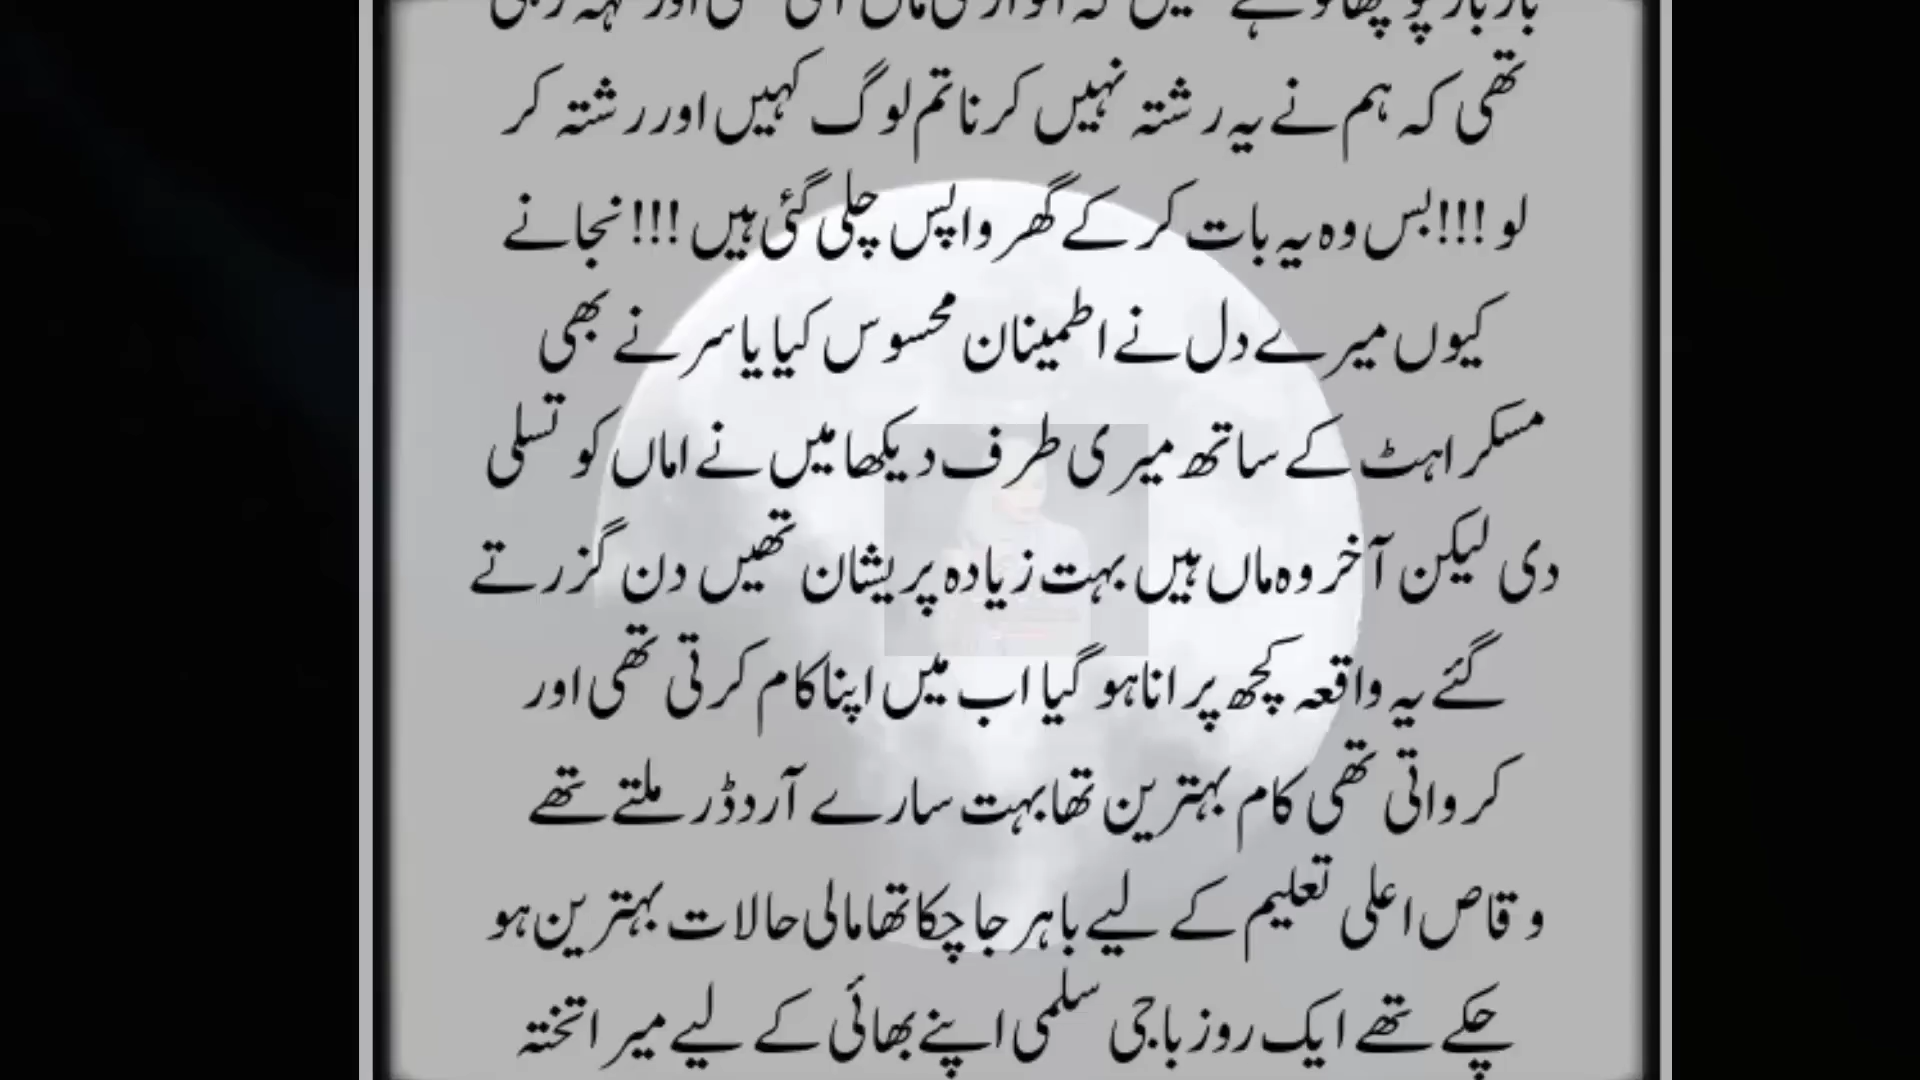 تھی کہ ہم نے یہ رشتہ نہیں کرنا تم لوگ کہیں اور رشتہ کر
لو !!! بس وہ یہ بات کر کے گھر واپس چلی گئی ہیں !!! نجانے
کیوں میرے دل نے اطمینان محسوس کیا یاسر نے بھی
مسکراہٹ کے ساتھ میری طرف دیکھا میں نے اماں کو تسلی
دی لیکن آخر وہ ماں ہیں بہت زیادہ پریشان تھیں دن گزرتے
گئے یہ واقعہ کچھ پرانا ہو گیا اب میں اپنا کام کرتی تھی اور
کرواتی تھی کام بہترین تھا بہت سارے آردڈر ملتے تھے
وقاص اعلی تعلیم کے لیے باہر جا چکا تھا مالی حالات بہترین ہو
چکے تھے ایک روز باجی سلمی اپنے بھائی کے لیے میرا تختہ